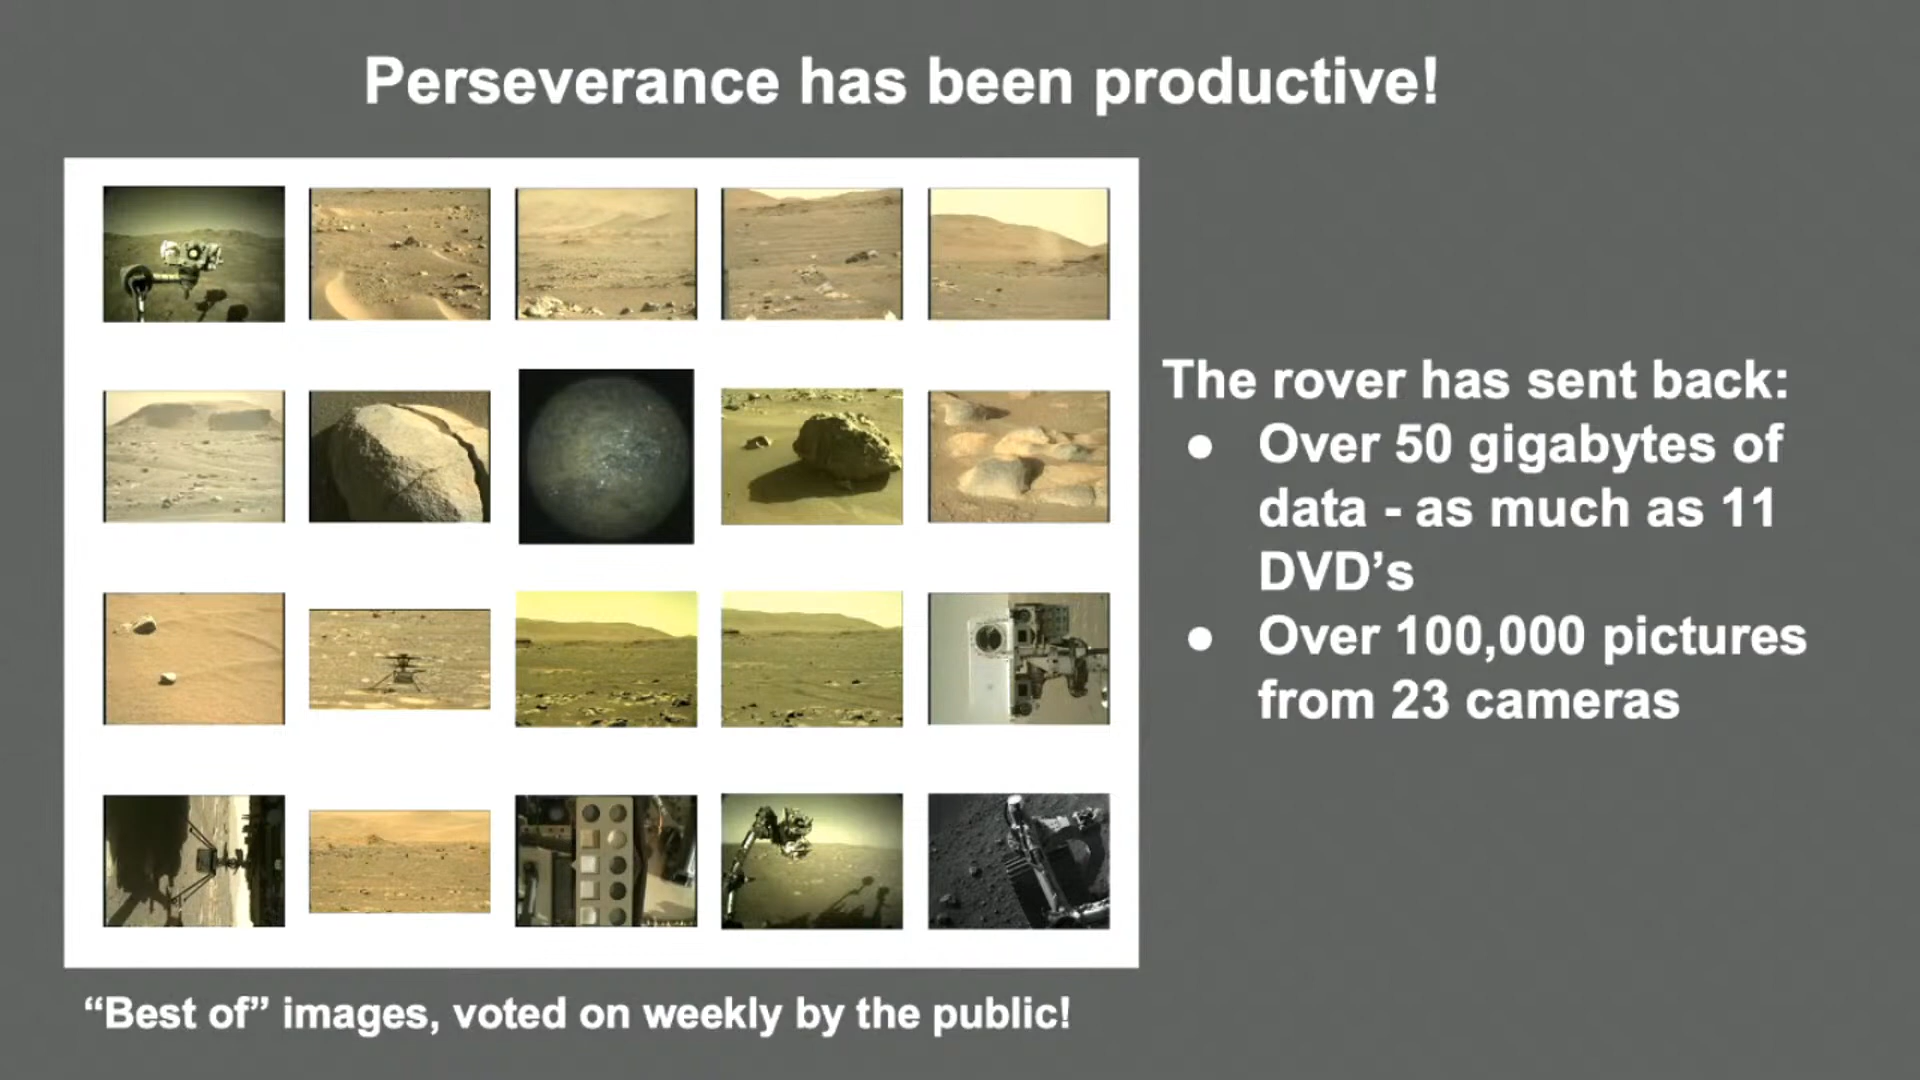 Perseverance has been productive!
The rover has sent back:
● Over 50 gigabytes of
data - as much as 11
DVD’s
● Over 100,000 pictures
from 23 cameras
“Best of” images, voted on weekly by the public!